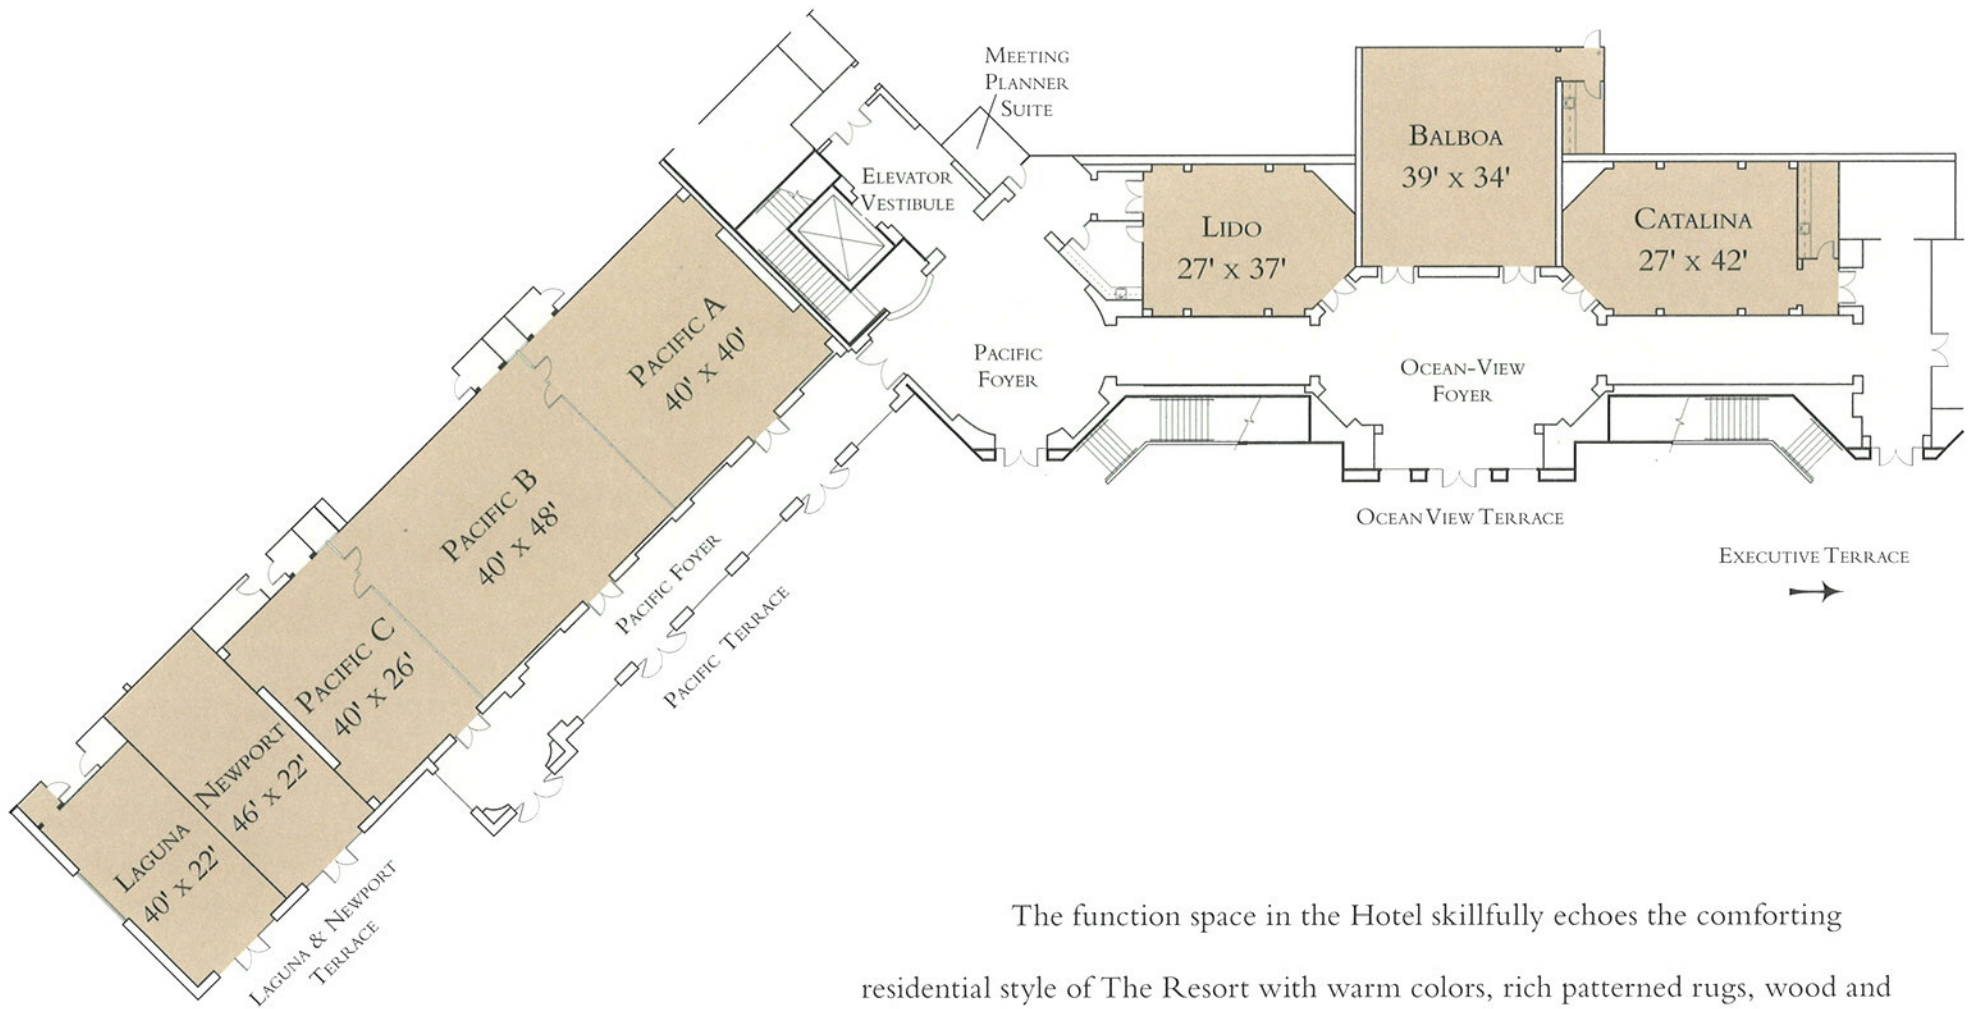 MEETING
PLANNER
SUITE
ELEVATOR
VESTIBULE
BALBOA
39' X 34'
LIDO
27' X 37'
CATALINA
27' X 42'
PACIFIC A
40' X 40'
PACIFIC
FOYER
OCEAN-VIEW
FOYER
PACIFIC B
40' X 48'
OCEAN VIEW TERRACE
EXECUTIVE TERRACE
PACIFIC FOYER
PACIFIC TERRACE
PACIFIC C
40' X 26'
NEWPORT
46' X 22'
LAGUNA
40' X 22'
LAGUNA & NEWPORT
TERRACE
The function space in the Hotel skillfully echoes the comforting
residential style of The Resort with warm colors, rich patterned rugs, wood and